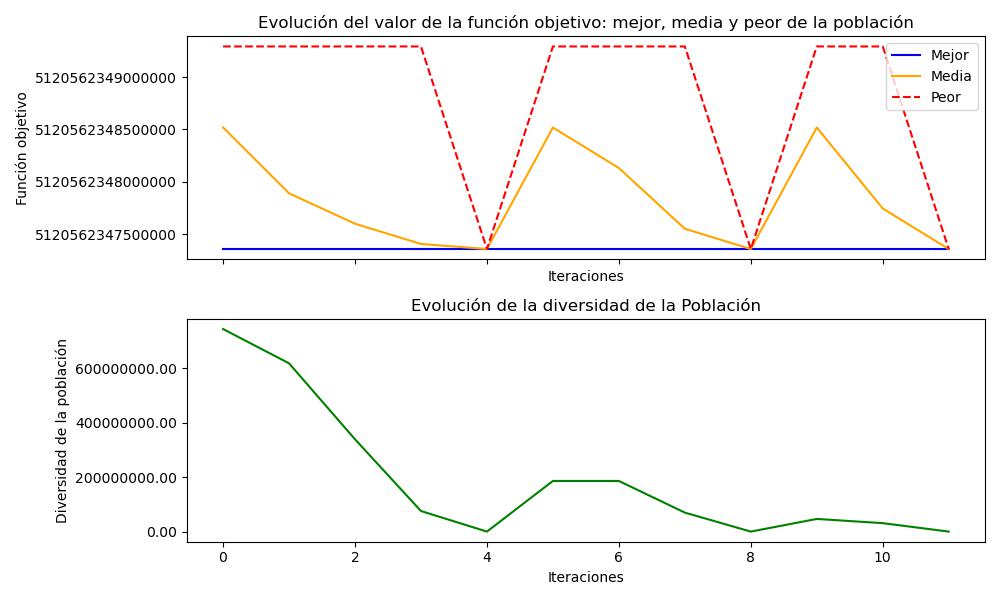 Evolución del valor de la función objetivo: mejor, media y peor de la población
Función objetivo
5120562349000000
5120562348500000
5120562348000000
5120562347500000
Mejor
Media
Peor
Iteraciones
Evolución de la diversidad de la Población
Diversidad de la población
600000000.00
400000000.00
200000000.00
0.00
0 2 4 6 8 10
Iteraciones